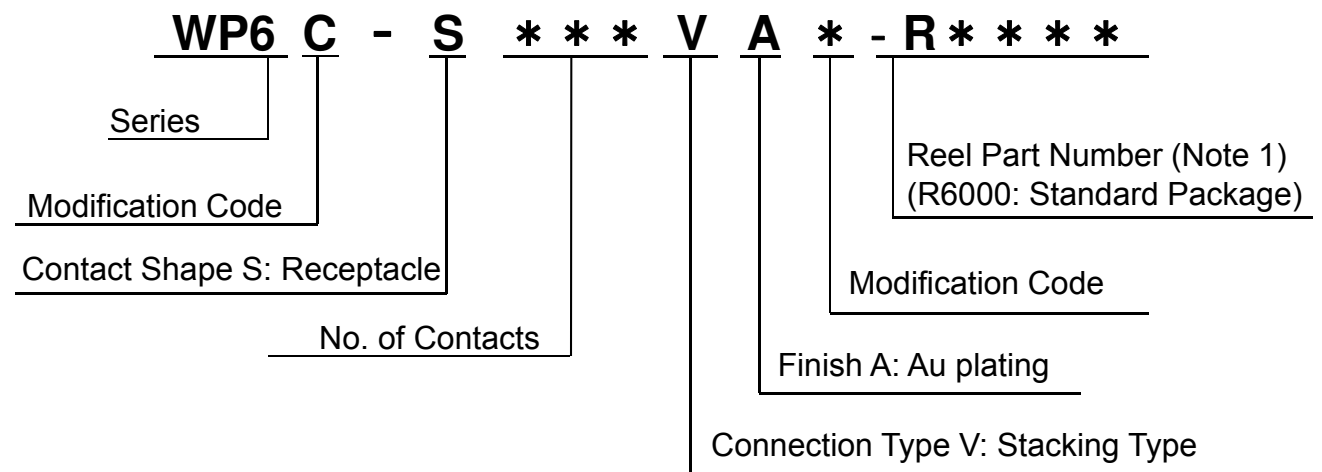 WP6 C - S * * * V A * - R * * * *
Series
Reel Part Number (Note 1)
(R6000: Standard Package)
Modification Code
Contact Shape S: Receptacle
Modification Code
No. of Contacts
Finish A: Au plating
Connection Type V: Stacking Type